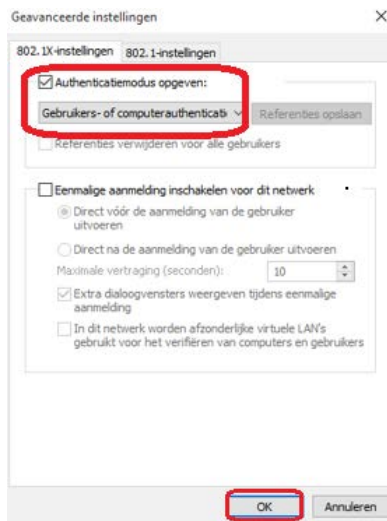 Geavanceerde instellingen
802.1X-instellingen 802.1-instellingen
Authenticatiemodus opgeven:
Gebruikers- of computerauthenticati Referenties opslaan
Referenties verwijderen voor alle gebruikers
Eenmalige aanmelding inschakelen voor dit netwerk
Direct vóór de aanmelding van de gebruiker
uitvoeren
Direct na de aanmelding van de gebruiker uitvoeren
Maximale vertraging (seconden): 10
Extra dialoogvensters weergeven tijdens eenmalige
aanmelding
In dit netwerk worden afzonderlijke virtuele LAN's
gebruikt voor het verifiëren van computers en gebruikers
OK Annuleren